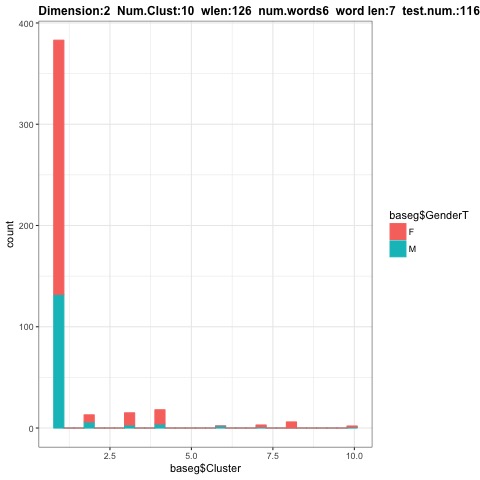 Dimension:2 Num.Clust:10 wlen:126 num.words6 word len:7 test.num.:116
400
300
200
100
0
count
2.5 5.0 7.5 10.0
baseg$Cluster
baseg$GenderT
F
M